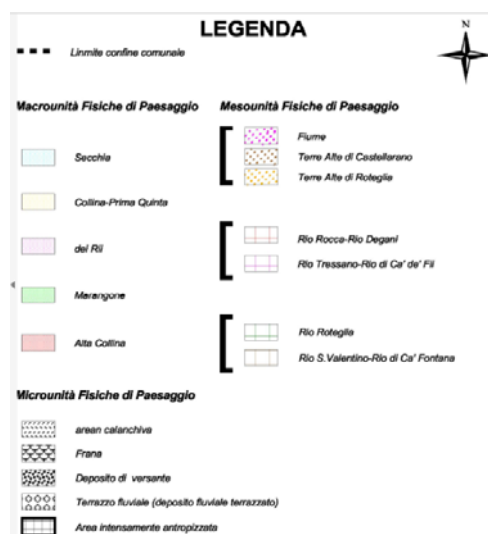 LEGENDA
N
Linmite confine comunale
Macrounità Fisiche di Paesaggio
Secchia
Collina-Prima Quinta
dei Rii
Marangone
Alta Collina
Mesounità Fisiche di Paesaggio
Fiume
Terre Alte di Castellarano
Terre Alte di Roteglia
Rio Rocca-Rio Degani
Rio Tressano-Rio di Ca' de' Fii
Rio Roteglia
Rio S.Valentino-Rio di Ca' Fontana
Microunità Fisiche di Paesaggio
arean calanchiva
Frana
Deposito di versante
Terrazzo fluviale (deposito fluviale terrazzato)
Area intensamente antropizzata